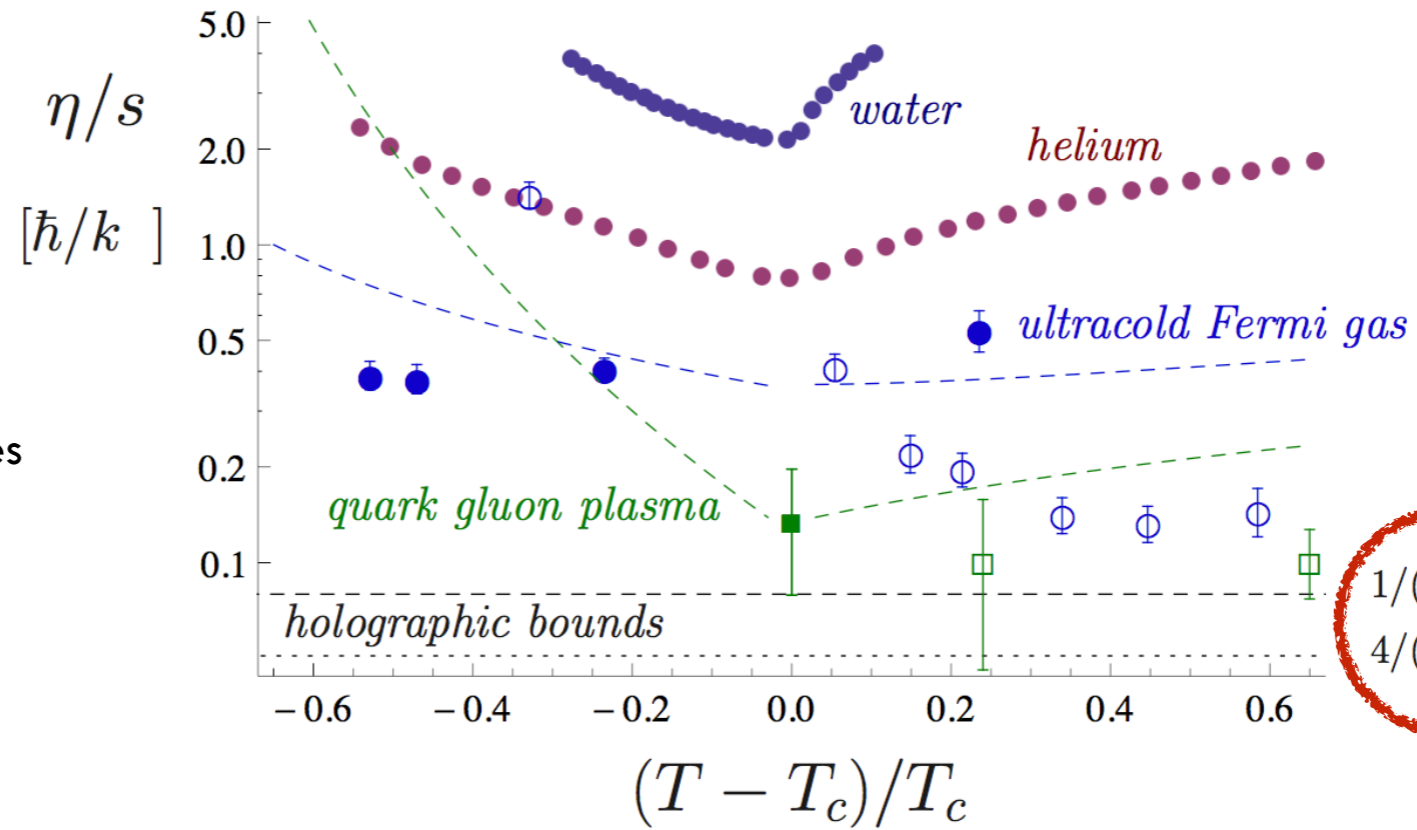 5.0
η/s
water
2.0
helium
[ħ/k ]
1.0
0.5
ultracold Fermi gas
es
0.2
quark gluon plasma
0.1
1/(
holographic bounds
4/(
−0.6 −0.4 −0.2 0.0 0.2 0.4 0.6
(T − Tc)/Tc